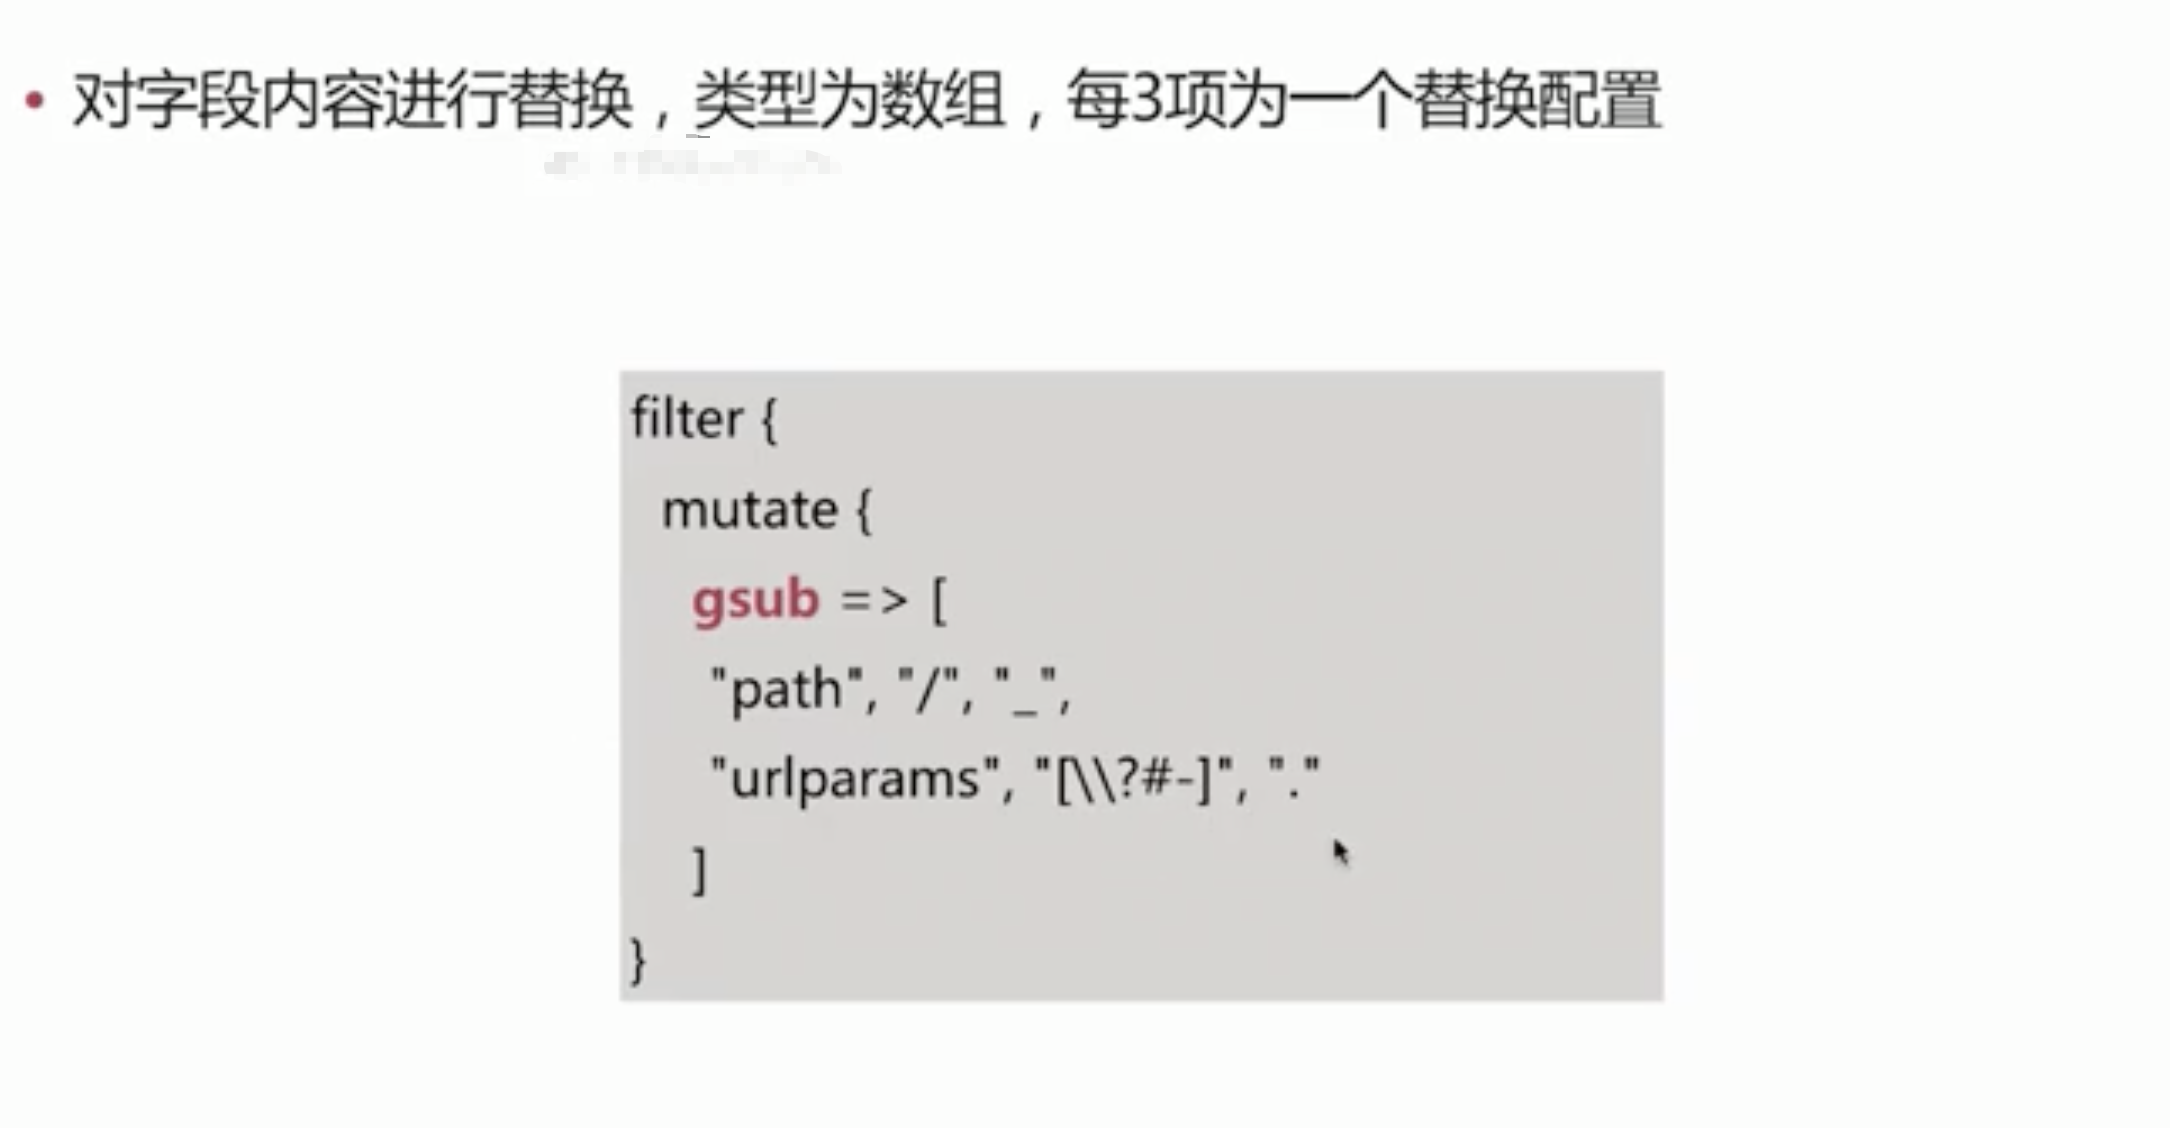 • 对字段内容进行替换，类型为数组，每3项为一个替换配置
filter {
mutate {
gsub => [
"path", "/", "_",
"urlparams", "[\\?#-]", "."
]
}